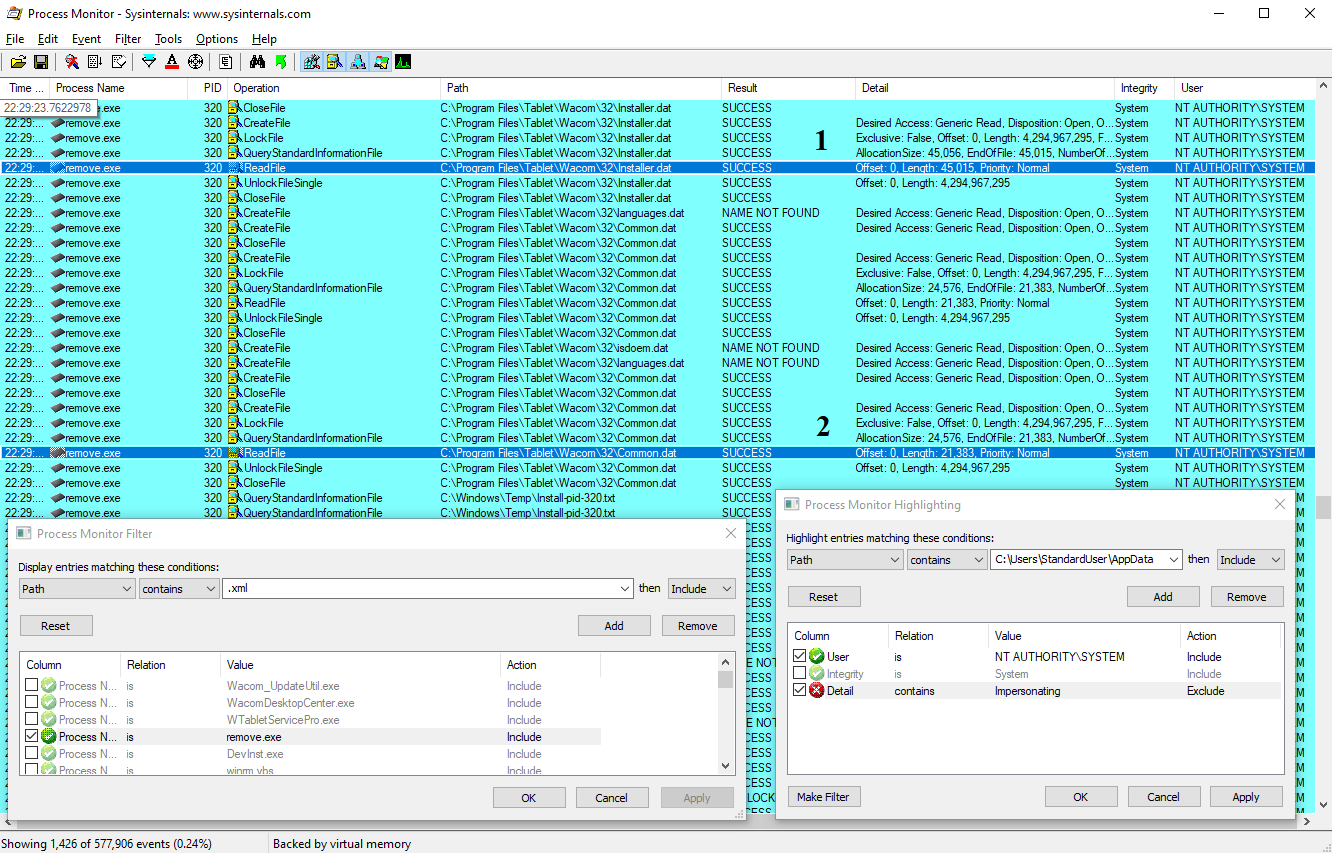 Process Monitor - Sysinternals: www.sysinternals.com
File Edit Event Filter Tools Options Help
Time ... Process Name PID Operation Path Result Detail Integrity User
22:29:23.7622978 .exe 320 CloseFile C:\Program Files\Tablet\Wacom\32\Installer.dat SUCCESS System NT AUTHORITY\SYSTEM
22:29:... remove.exe 320 CreateFile C:\Program Files\Tablet\Wacom\32\Installer.dat SUCCESS Desired Access: Generic Read, Disposition: Open, O... System NT AUTHORITY\SYSTEM
22:29:... remove.exe 320 LockFile C:\Program Files\Tablet\Wacom\32\Installer.dat SUCCESS Exclusive: False, Offset: 0, Length: 4,294,967,295, F... System NT AUTHORITY\SYSTEM
1
22:29:... remove.exe 320 QueryStandardInformationFile C:\Program Files\Tablet\Wacom\32\Installer.dat SUCCESS AllocationSize: 45,056, EndOfFile: 45,015, NumberOf... System NT AUTHORITY\SYSTEM
22:29:... remove.exe 320 ReadFile C:\Program Files\Tablet\Wacom\32\Installer.dat SUCCESS Offset: 0, Length: 45,015, Priority: Normal System NT AUTHORITY\SYSTEM
22:29:... remove.exe 320 UnlockFileSingle C:\Program Files\Tablet\Wacom\32\Installer.dat SUCCESS Offset: 0, Length: 4,294,967,295 System NT AUTHORITY\SYSTEM
22:29:... remove.exe 320 CloseFile C:\Program Files\Tablet\Wacom\32\Installer.dat SUCCESS System NT AUTHORITY\SYSTEM
22:29:... remove.exe 320 CreateFile C:\Program Files\Tablet\Wacom\32\languages.dat NAME NOT FOUND Desired Access: Generic Read, Disposition: Open, O... System NT AUTHORITY\SYSTEM
22:29:... remove.exe 320 CreateFile C:\Program Files\Tablet\Wacom\32\Common.dat SUCCESS Desired Access: Generic Read, Disposition: Open, O... System NT AUTHORITY\SYSTEM
22:29:... remove.exe 320 CloseFile C:\Program Files\Tablet\Wacom\32\Common.dat SUCCESS System NT AUTHORITY\SYSTEM
22:29:... remove.exe 320 CreateFile C:\Program Files\Tablet\Wacom\32\Common.dat SUCCESS Desired Access: Generic Read, Disposition: Open, O... System NT AUTHORITY\SYSTEM
22:29:... remove.exe 320 LockFile C:\Program Files\Tablet\Wacom\32\Common.dat SUCCESS Exclusive: False, Offset: 0, Length: 4,294,967,295, F... System NT AUTHORITY\SYSTEM
22:29:... remove.exe 320 QueryStandardInformationFile C:\Program Files\Tablet\Wacom\32\Common.dat SUCCESS AllocationSize: 24,576, EndOfFile: 21,383, NumberOf... System NT AUTHORITY\SYSTEM
22:29:... remove.exe 320 ReadFile C:\Program Files\Tablet\Wacom\32\Common.dat SUCCESS Offset: 0, Length: 21,383, Priority: Normal System NT AUTHORITY\SYSTEM
22:29:... remove.exe 320 UnlockFileSingle C:\Program Files\Tablet\Wacom\32\Common.dat SUCCESS Offset: 0, Length: 4,294,967,295 System NT AUTHORITY\SYSTEM
22:29:... remove.exe 320 CloseFile C:\Program Files\Tablet\Wacom\32\Common.dat SUCCESS System NT AUTHORITY\SYSTEM
22:29:... remove.exe 320 CreateFile C:\Program Files\Tablet\Wacom\32\isdoem.dat NAME NOT FOUND Desired Access: Generic Read, Disposition: Open, O... System NT AUTHORITY\SYSTEM
22:29:... remove.exe 320 CreateFile C:\Program Files\Tablet\Wacom\32\languages.dat NAME NOT FOUND Desired Access: Generic Read, Disposition: Open, O... System NT AUTHORITY\SYSTEM
22:29:... remove.exe 320 CreateFile C:\Program Files\Tablet\Wacom\32\Common.dat SUCCESS Desired Access: Generic Read, Disposition: Open, O... System NT AUTHORITY\SYSTEM
22:29:... remove.exe 320 CloseFile C:\Program Files\Tablet\Wacom\32\Common.dat SUCCESS System NT AUTHORITY\SYSTEM
22:29:... remove.exe 320 CreateFile C:\Program Files\Tablet\Wacom\32\Common.dat SUCCESS Desired Access: Generic Read, Disposition: Open, O... System NT AUTHORITY\SYSTEM
22:29:... remove.exe 320 LockFile C:\Program Files\Tablet\Wacom\32\Common.dat SUCCESS Exclusive: False, Offset: 0, Length: 4,294,967,295, F... System NT AUTHORITY\SYSTEM
2
22:29:... remove.exe 320 QueryStandardInformationFile C:\Program Files\Tablet\Wacom\32\Common.dat SUCCESS AllocationSize: 24,576, EndOfFile: 21,383, NumberOf... System NT AUTHORITY\SYSTEM
22:29:... remove.exe 320 ReadFile C:\Program Files\Tablet\Wacom\32\Common.dat SUCCESS Offset: 0, Length: 21,383, Priority: Normal System NT AUTHORITY\SYSTEM
22:29:... remove.exe 320 UnlockFileSingle C:\Program Files\Tablet\Wacom\32\Common.dat SUCCESS Offset: 0, Length: 4,294,967,295 System NT AUTHORITY\SYSTEM
22:29:... remove.exe 320 CloseFile C:\Program Files\Tablet\Wacom\32\Common.dat SUCCESS System NT AUTHORITY\SYSTEM
22:29:... remove.exe 320 QueryStandardInformationFile C:\Windows\Temp\Install-pid-320.txt SUCCESS
22:29:... remove.exe 320 QueryStandardInformationFile C:\Windows\Temp\Install-pid-320.txt SUCCESS
Process Monitor Filter
Display entries matching these conditions:
Path contains .xml then Include
Reset Add Remove
Column Relation Value Action
Process N... is Wacom_UpdateUtil.exe Include
Process N... is WacomDesktopCenter.exe Include
Process N... is WTabletServicePro.exe Include
Process N... is remove.exe Include
Process N... is DevInst.exe Include
Process N is winrm.vbs Include
OK Cancel Apply
Process Monitor Highlighting
Highlight entries matching these conditions:
Path contains C:\Users\StandardUser\AppData then Include
Reset Add Remove
Column Relation Value Action
User is NT AUTHORITY\SYSTEM Include
Integrity is System Include
Detail contains Impersonating Exclude
Make Filter OK Cancel Apply
Showing 1,426 of 577,906 events (0.24%) Backed by virtual memory